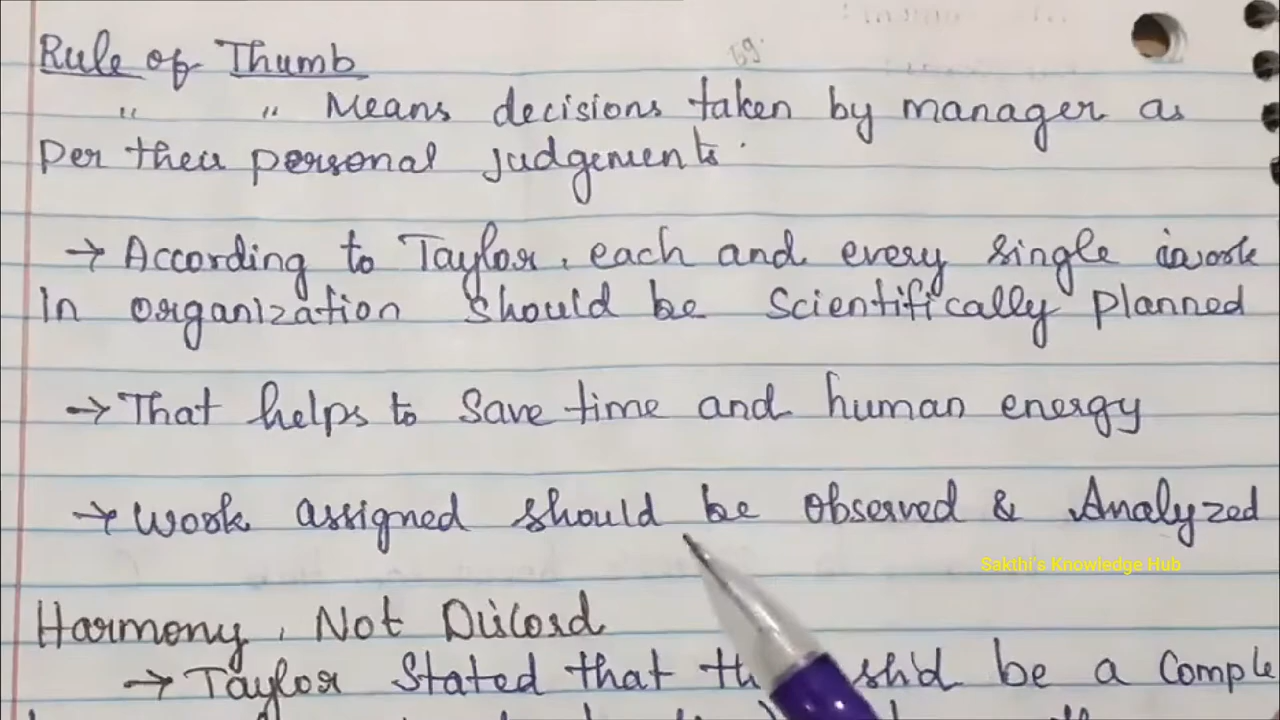 Rule of Thumb
" " Means decisions taken by manager as
Per their personal judgements.
→ According to Taylor, each and every single work
In organization should be Scientifically planned
→ That helps to Save time and human energy
→ Work assigned should be Observed & Analyzed
Sakthi's Knowledge Hub
Harmony, Not Discord
→ Taylor Stated that th sh'd be a Comple